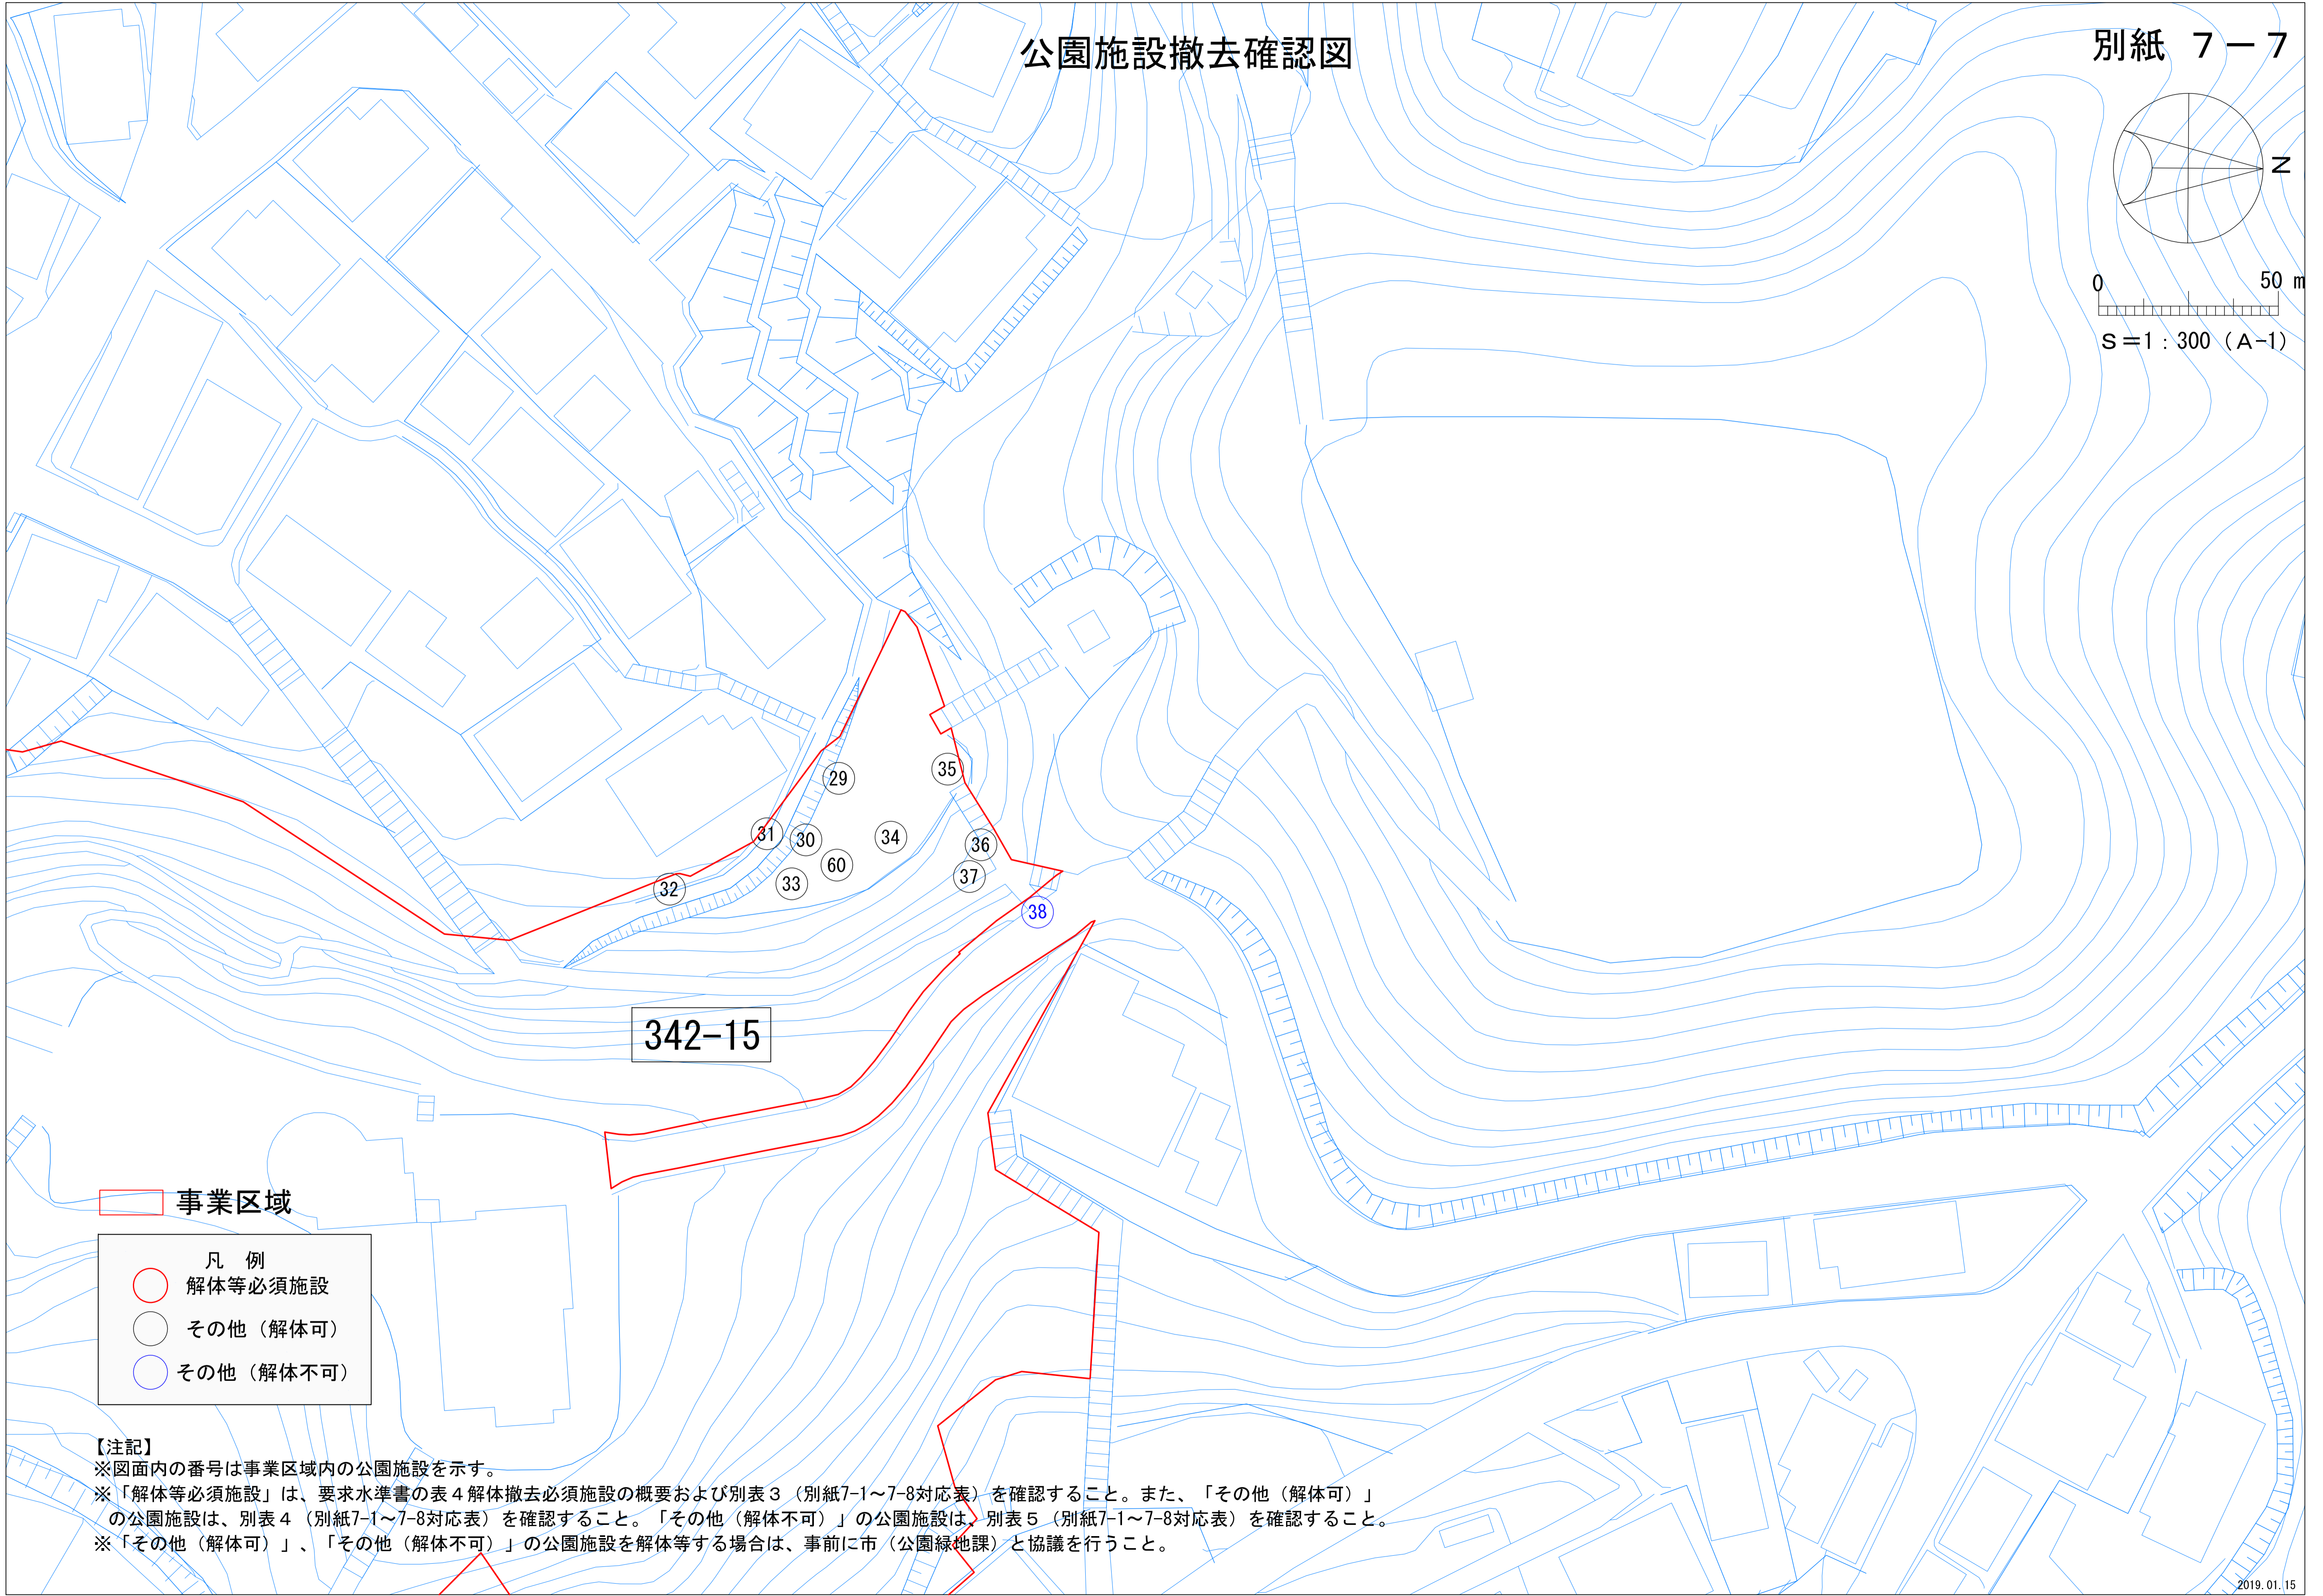 公園施設撤去確認図
別紙 ７－７
N
0 50 m
S＝1：300（A-1）
29
35
31
30
34
36
60
37
32
33
38
342-15
事業区域
凡 例
解体等必須施設
その他（解体可）
その他（解体不可）
【注記】
※図面内の番号は事業区域内の公園施設を示す。
※「解体等必須施設」は、要求水準書の表４解体撤去必須施設の概要および別表３（別紙7-1～7-8対応表）を確認すること。また、「その他（解体可）」
の公園施設は、別表４（別紙7-1～7-8対応表）を確認すること。「その他（解体不可）」の公園施設は、別表５（別紙7-1～7-8対応表）を確認すること。
※「その他（解体可）」、「その他（解体不可）」の公園施設を解体等する場合は、事前に市（公園緑地課）と協議を行うこと。
2019.01.15